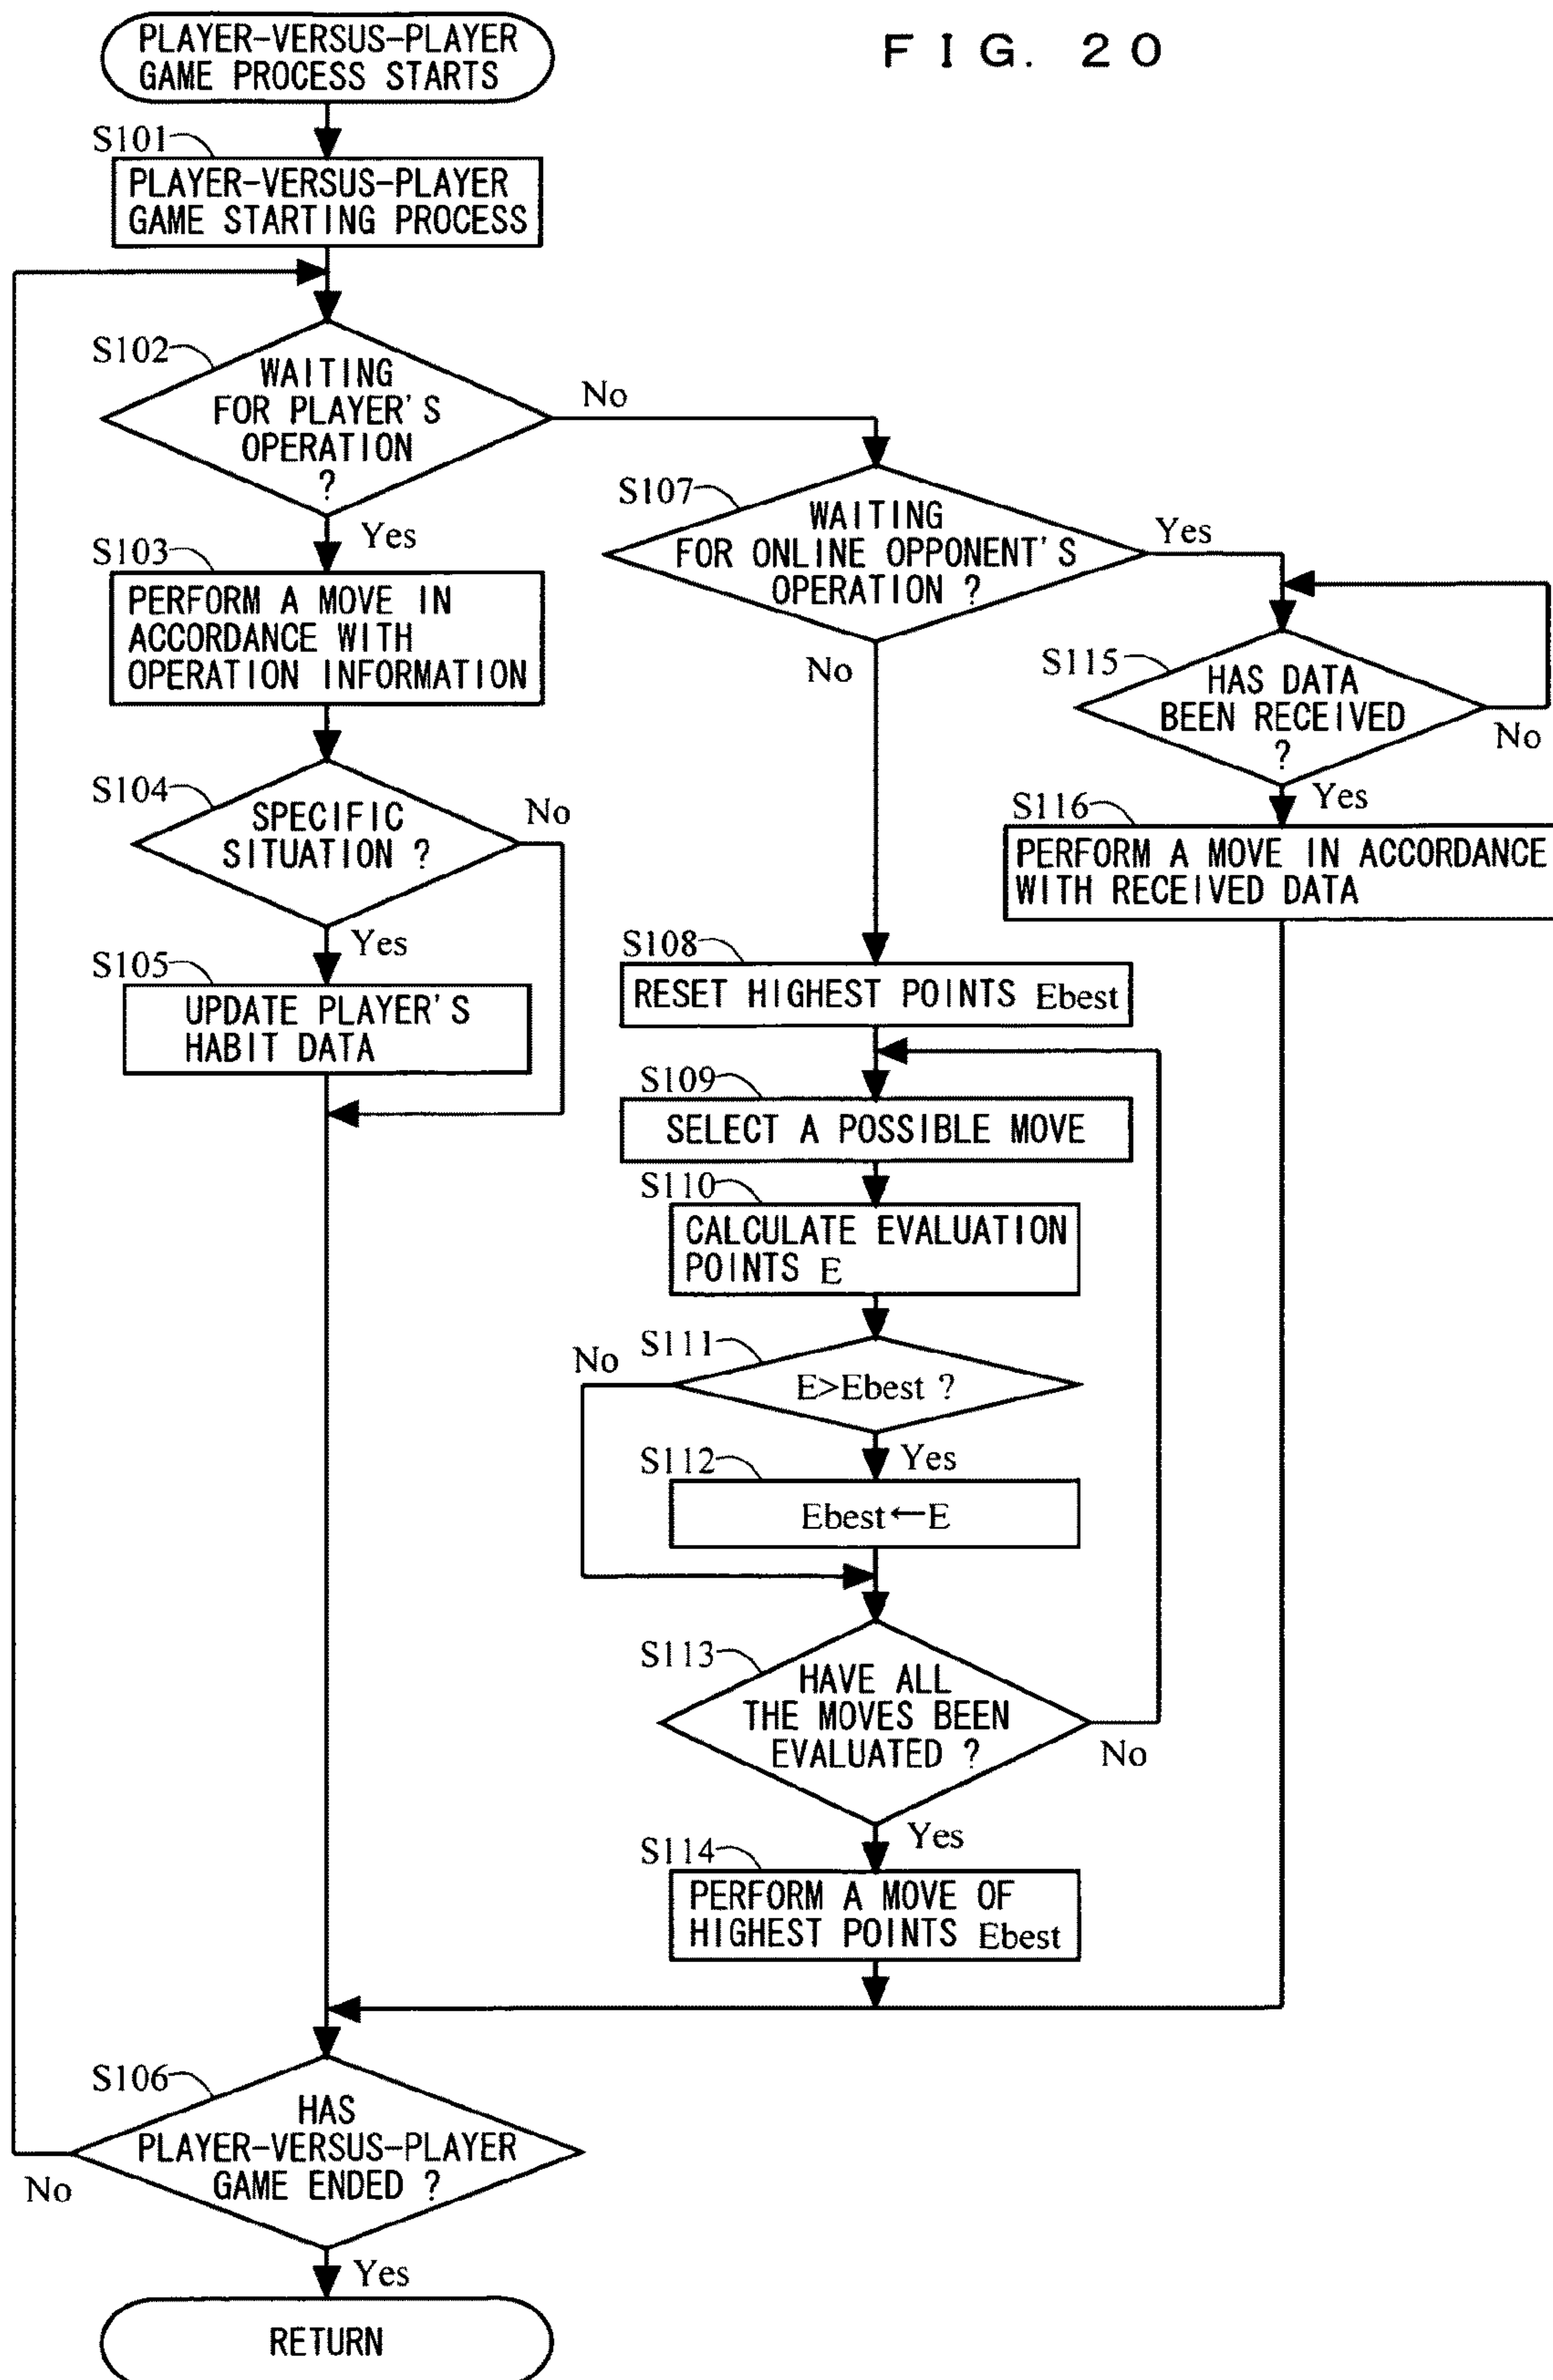 FIG. 20
PLAYER-VERSUS-PLAYER
GAME PROCESS STARTS
S101
PLAYER-VERSUS-PLAYER
GAME STARTING PROCESS
S102
WAITING
FOR PLAYER'S
OPERATION
?
No
Yes
S103
PERFORM A MOVE IN
ACCORDANCE WITH
OPERATION INFORMATION
S104
SPECIFIC
SITUATION ?
No
Yes
S105
UPDATE PLAYER'S
HABIT DATA
S107
WAITING
FOR ONLINE OPPONENT'S
OPERATION ?
Yes
No
S115
HAS DATA
BEEN RECEIVED
?
No
Yes
S116
PERFORM A MOVE IN ACCORDANCE
WITH RECEIVED DATA
S108
RESET HIGHEST POINTS Ebest
S109
SELECT A POSSIBLE MOVE
S110
CALCULATE EVALUATION
POINTS E
S111
No
E>Ebest ?
Yes
S112
Ebest←E
S113
HAVE ALL
THE MOVES BEEN
EVALUATED ?
No
Yes
S114
PERFORM A MOVE OF
HIGHEST POINTS Ebest
S106
HAS
PLAYER-VERSUS-PLAYER
GAME ENDED ?
No
Yes
RETURN